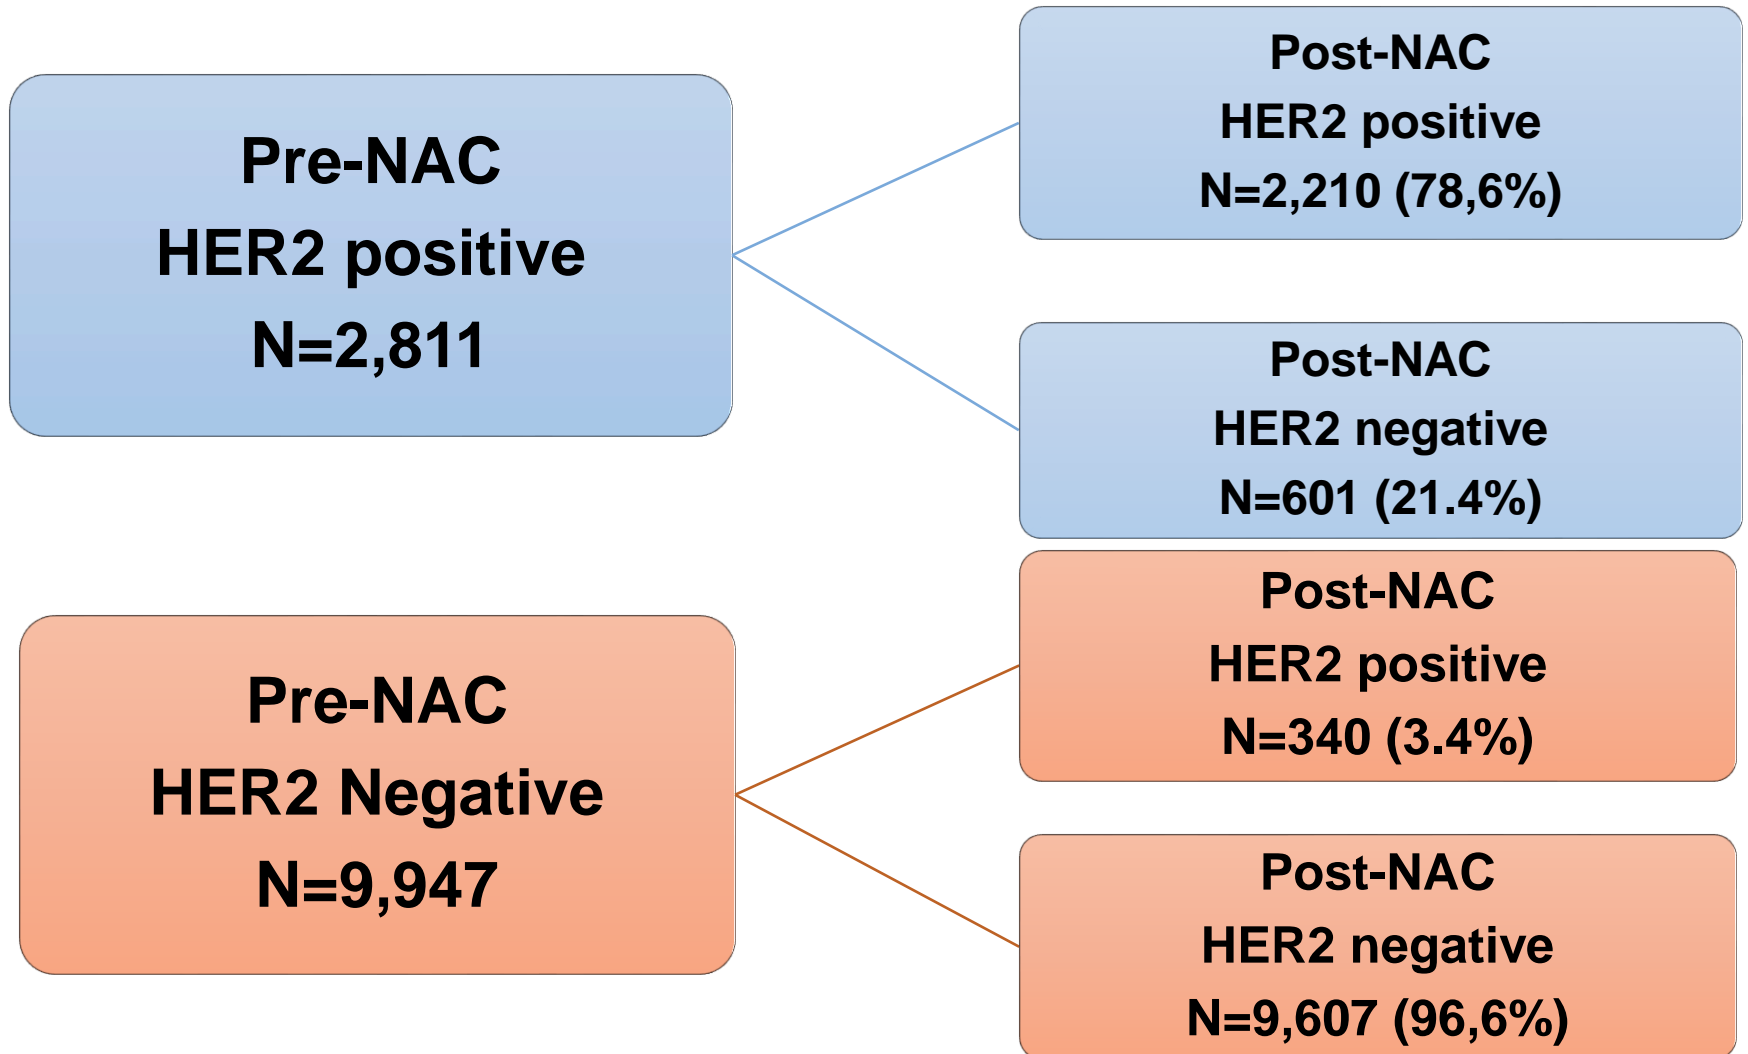 Pre-NAC
HER2 positive
N=2,811
Post-NAC
HER2 positive
N=2,210 (78,6%)
Post-NAC
HER2 negative
N=601 (21.4%)
Pre-NAC
HER2 Negative
N=9,947
Post-NAC
HER2 positive
N=340 (3.4%)
Post-NAC
HER2 negative
N=9,607 (96,6%)